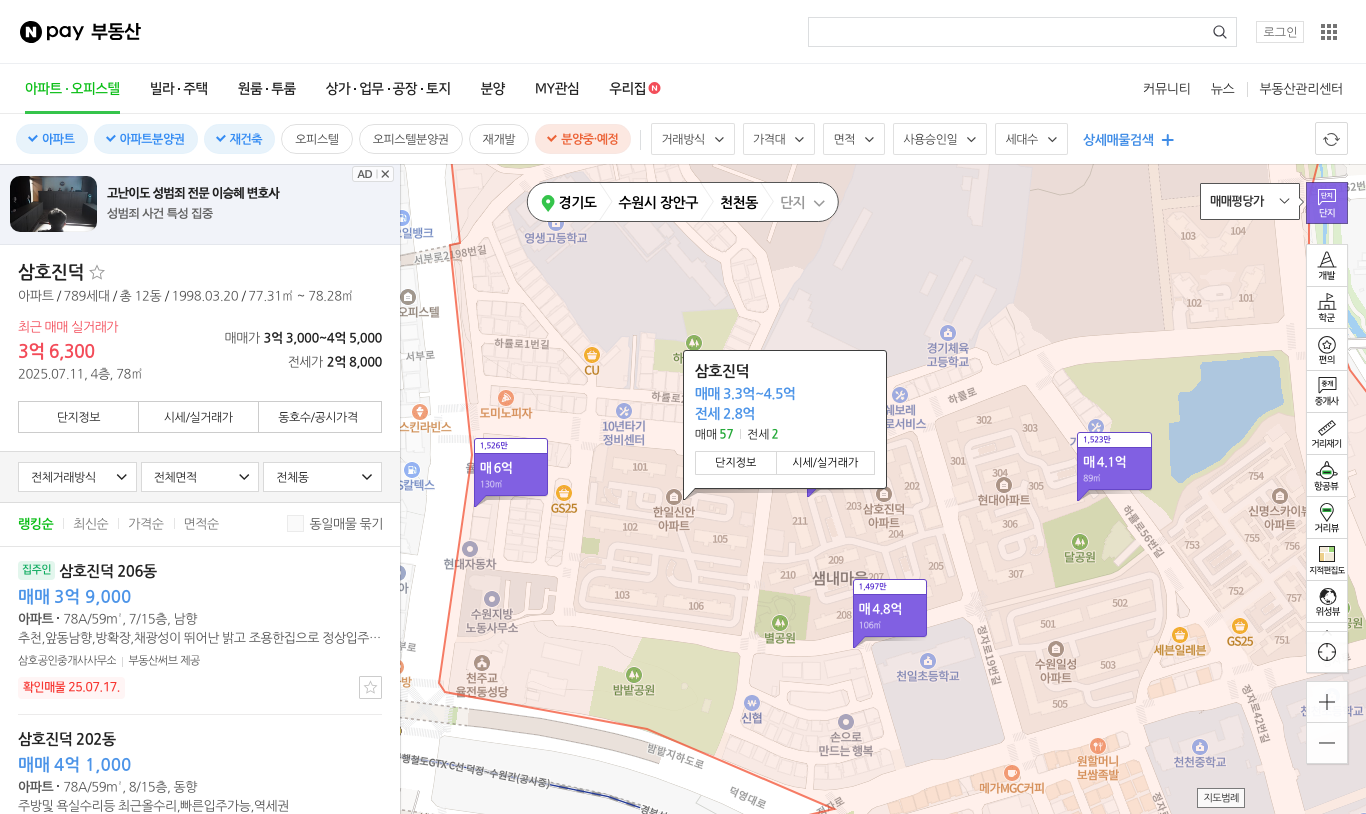 N pay 부동산
로그인
아파트·오피스텔 빌라·주택 원룸·투룸 상가·업무·공장·토지 분양 MY관심 우리집 N
커뮤니티 뉴스 부동산관리센터
아파트 아파트분양권 재건축 오피스텔 오피스텔분양권 재개발 분양중·예정
거래방식 가격대 면적 사용승인일 세대수 상세매물검색
AD
고난이도 성범죄 전문 이승혜 변호사
성범죄 사건 특성 집중
삼호진덕
아파트 / 789세대 / 총 12동 / 1998.03.20 / 77.31㎡ ~ 78.28㎡
최근 매매 실거래가
3억 6,300
2025.07.11, 4층, 78㎡
매매가 3억 3,000~4억 5,000
전세가 2억 8,000
단지정보 시세/실거래가 동호수/공시가격
전체거래방식 전체면적 전체동
랭킹순 최신순 가격순 면적순 동일매물 묶기
집주인 삼호진덕 206동
매매 3억 9,000
아파트 · 78A/59㎡, 7/15층, 남향
추천,앞동남향,방확장,채광성이 뛰어난 밝고 조용한집으로 정상입주…
삼호공인중개사사무소 부동산써브 제공
확인매물 25.07.17.
삼호진덕 202동
매매 4억 1,000
아파트 · 78A/59㎡, 8/15층, 동향
주방및 욕실수리등 최근올수리,빠른입주가능,역세권
경기도 수원시 장안구 천천동 단지
매매평당가
단지
단지
개발
학군
편의
중개
중개사
거리재기
항공뷰
거리뷰
지적편집도
위성뷰
지도범례
삼호진덕
매매 3.3억~4.5억
전세 2.8억
매매 57 전세 2
단지정보 시세/실거래가
1,526만
매 6억
130㎡
1,523만
매 4.1억
89㎡
1,497만
매 4.8억
106㎡
영생고등학교
서부로2198번길
오피스텔
서부로
하률로1번길
CU
도미노피자
스킨라빈스
10년타기
정비센터
S칼텍스
GS25
101
한일신안
아파트
102
105
103
106
현대자동차
수원지방
노동사무소
천주교
율전동성당
밤밭공원
신협
손으로
만드는 행복
밤밭지하도로
덕영대로
경기체육
고등학교
하률로
302
303
304
현대아파트
306
305
307
301
삼호진덕
아파트
211
212
209
208
207
210
205
204
202
201
샘내마을
별공원
달공원
천일초등학교
정자로19번길
하률로56번길
수원일성
아파트
502
503
501
505
세븐일레븐
GS25
751
752
753
754
755
756
신명스카이뷰
아파트
103
104
102
101
정자로42번길
천천중학교
원할머니
보쌈족발
메가MGC커피